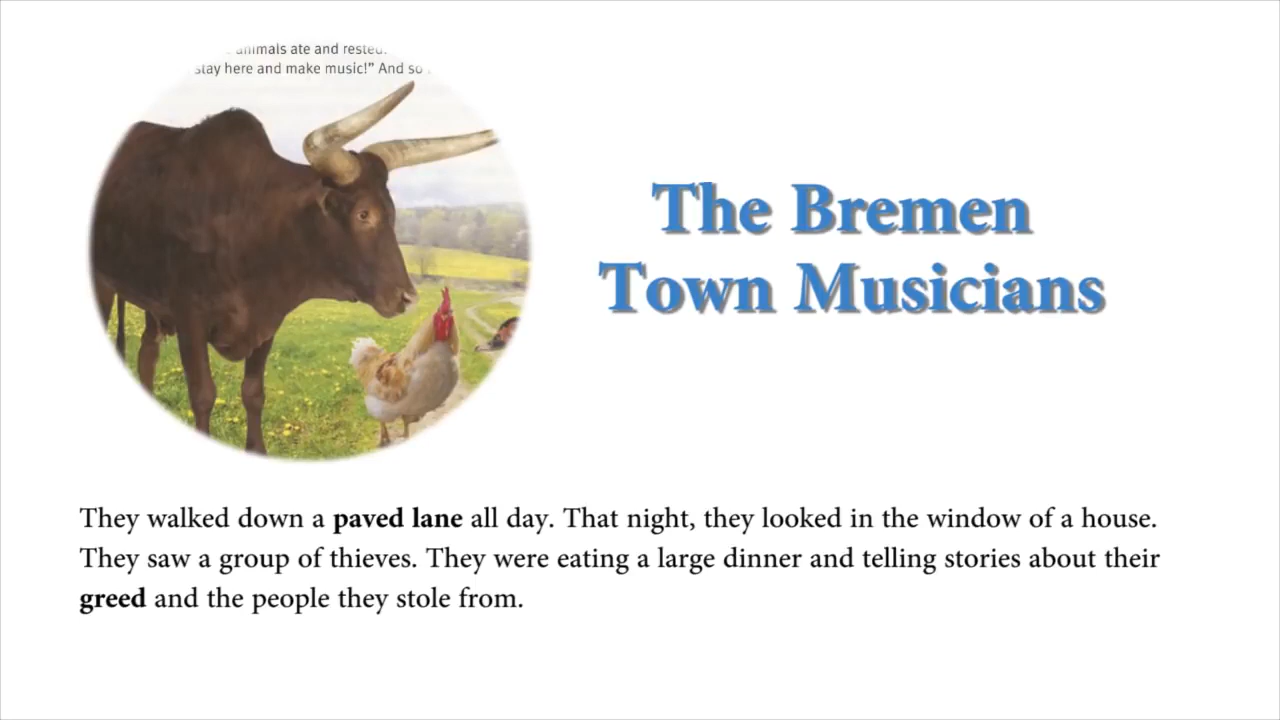 animals ate and rested.
stay here and make music!” And so
The Bremen
Town Musicians
They walked down a paved lane all day. That night, they looked in the window of a house.
They saw a group of thieves. They were eating a large dinner and telling stories about their
greed and the people they stole from.